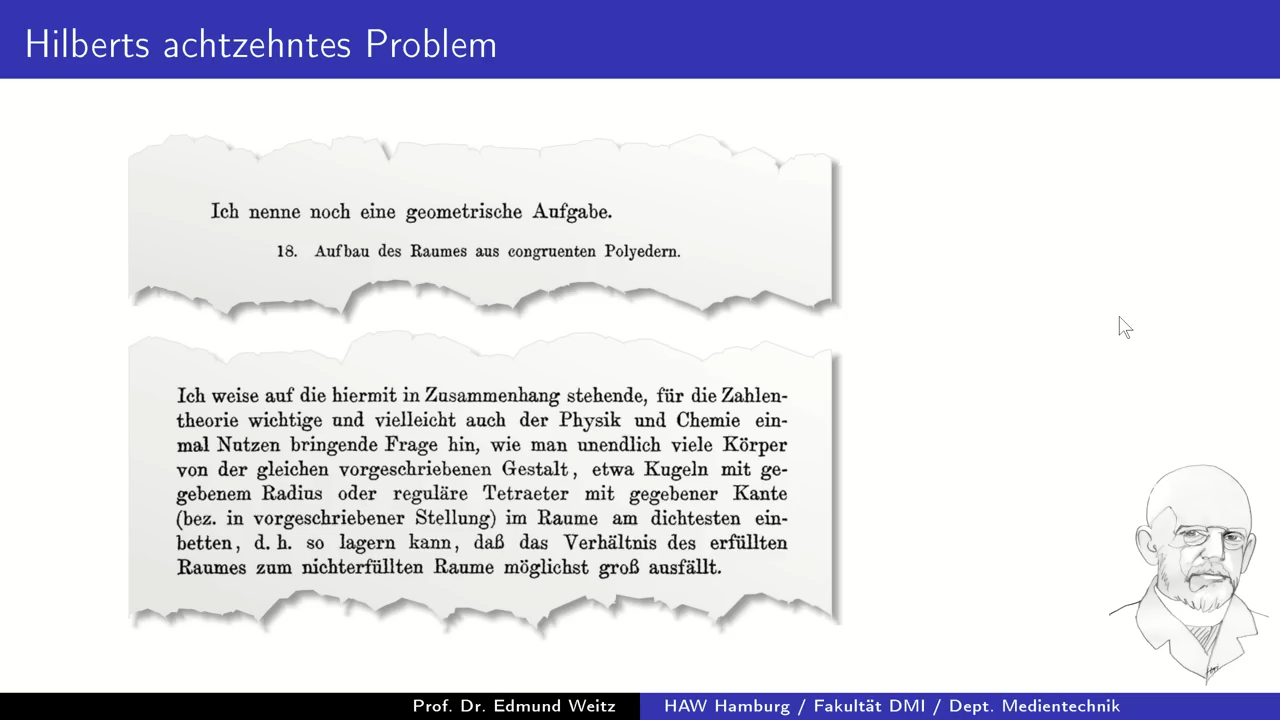 Hilberts achtzehntes Problem
Ich nenne noch eine geometrische Aufgabe.
18. Aufbau des Raumes aus congruenten Polyedern.
Ich weise auf die hiermit in Zusammenhang stehende, für die Zahlen-
theorie wichtige und vielleicht auch der Physik und Chemie ein-
mal Nutzen bringende Frage hin, wie man unendlich viele Körper
von der gleichen vorgeschriebenen Gestalt, etwa Kugeln mit ge-
gebenem Radius oder reguläre Tetraeter mit gegebener Kante
(bez. in vorgeschriebener Stellung) im Raume am dichtesten ein-
betten, d. h. so lagern kann, daß das Verhältnis des erfüllten
Raumes zum nichterfüllten Raume möglichst groß ausfällt.
Prof. Dr. Edmund Weitz
HAW Hamburg / Fakultät DMI / Dept. Medientechnik